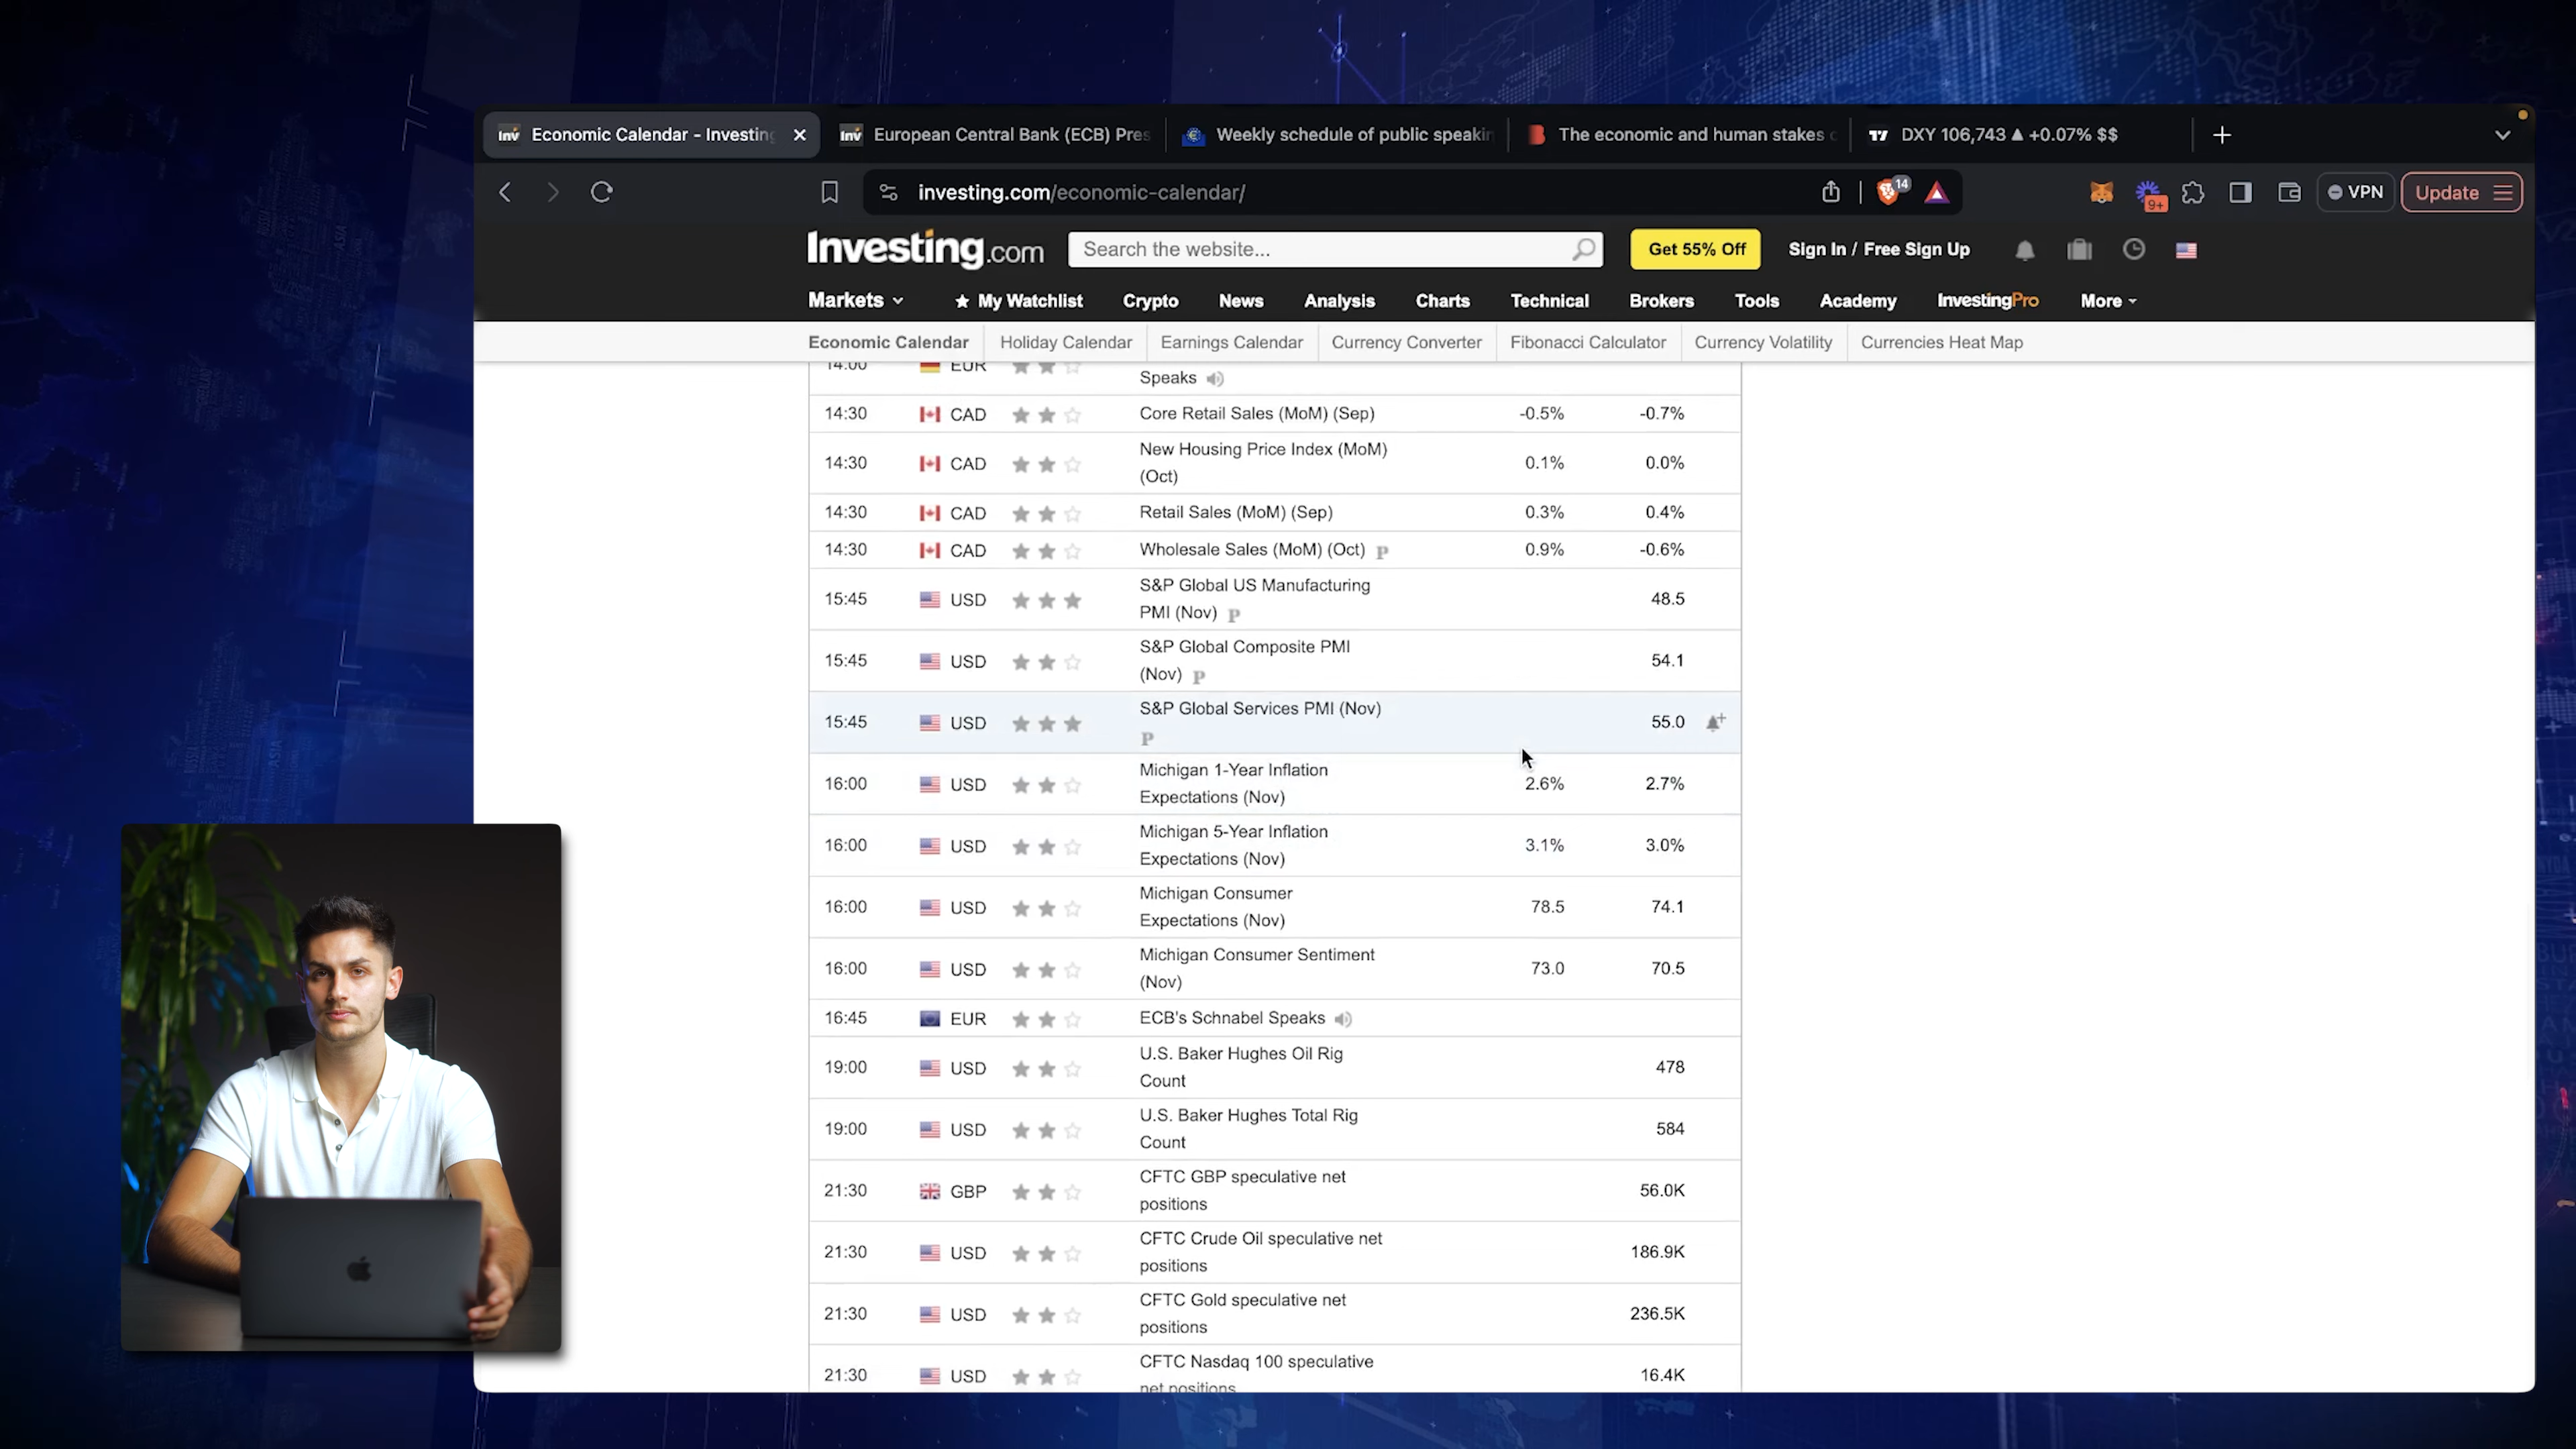 Economic Calendar - Investing
European Central Bank (ECB) Pres
Weekly schedule of public speakin
The economic and human stakes
DXY 106,743 ▲ +0.07% $$
investing.com/economic-calendar/
14
9+
VPN
Update
Investing.com
Search the website...
Get 55% Off
Sign In / Free Sign Up
Markets
My Watchlist
Crypto
News
Analysis
Charts
Technical
Brokers
Tools
Academy
InvestingPro
More
Economic Calendar
Holiday Calendar
Earnings Calendar
Currency Converter
Fibonacci Calculator
Currency Volatility
Currencies Heat Map
14:00 EUR
Speaks
14:30 CAD Core Retail Sales (MoM) (Sep) -0.5% -0.7%
14:30 CAD New Housing Price Index (MoM) 0.1% 0.0%
(Oct)
14:30 CAD Retail Sales (MoM) (Sep) 0.3% 0.4%
14:30 CAD Wholesale Sales (MoM) (Oct) P 0.9% -0.6%
15:45 USD S&P Global US Manufacturing 48.5
PMI (Nov) P
15:45 USD S&P Global Composite PMI 54.1
(Nov) P
15:45 USD S&P Global Services PMI (Nov) 55.0
P
16:00 USD Michigan 1-Year Inflation 2.6% 2.7%
Expectations (Nov)
16:00 USD Michigan 5-Year Inflation 3.1% 3.0%
Expectations (Nov)
16:00 USD Michigan Consumer 78.5 74.1
Expectations (Nov)
16:00 USD Michigan Consumer Sentiment 73.0 70.5
(Nov)
16:45 EUR ECB's Schnabel Speaks
19:00 USD U.S. Baker Hughes Oil Rig 478
Count
19:00 USD U.S. Baker Hughes Total Rig 584
Count
21:30 GBP CFTC GBP speculative net 56.0K
positions
21:30 USD CFTC Crude Oil speculative net 186.9K
positions
21:30 USD CFTC Gold speculative net 236.5K
positions
21:30 USD CFTC Nasdaq 100 speculative 16.4K
net positions